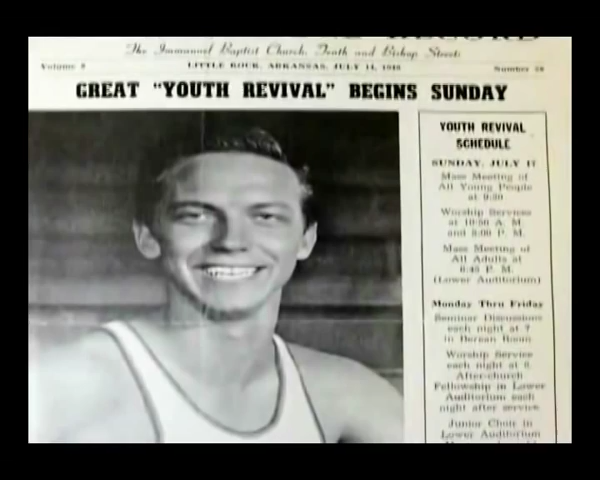 RECORD
The Immanuel Baptist Church, Tenth and Bishop Streets
Volume 8
LITTLE ROCK, ARKANSAS, JULY 14, 1949
Number 28
GREAT "YOUTH REVIVAL" BEGINS SUNDAY
YOUTH REVIVAL
SCHEDULE
SUNDAY, JULY 17
Mass Meeting of
All Young People
at 9:30
Worship Services
at 10:50 A. M.
and 8:00 P. M.
Mass Meeting of
All Adults at
6:45 P. M.
(Lower Auditorium)
Monday Thru Friday
Seminar Discussions
each night at 7
in Berean Room
Worship Service
each night at 8
After-church
Fellowship in Lower
Auditorium each
night after service
Junior Choir in
Lower Auditorium